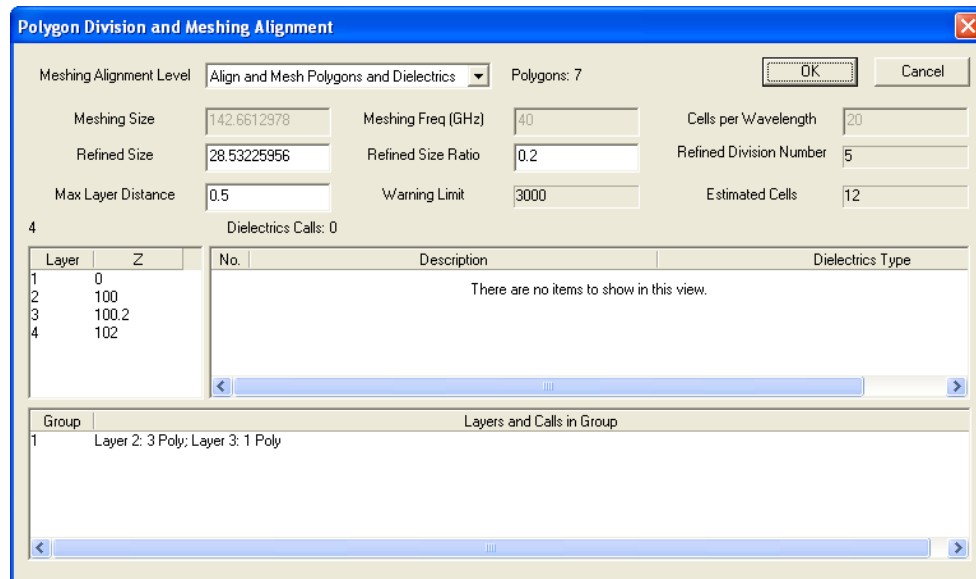 Polygon Division and Meshing Alignment
Meshing Alignment Level Align and Mesh Polygons and Dielectrics Polygons: 7 OK Cancel
Meshing Size 142.6612978 Meshing Freq (GHz) 40 Cells per Wavelength 20
Refined Size 28.53225956 Refined Size Ratio 0.2 Refined Division Number 5
Max Layer Distance 0.5 Warning Limit 3000 Estimated Cells 12
4 Dielectrics Calls: 0
Layer Z No. Description Dielectrics Type
1 0 There are no items to show in this view.
2 100
3 100.2
4 102
Group Layers and Calls in Group
1 Layer 2: 3 Poly; Layer 3: 1 Poly